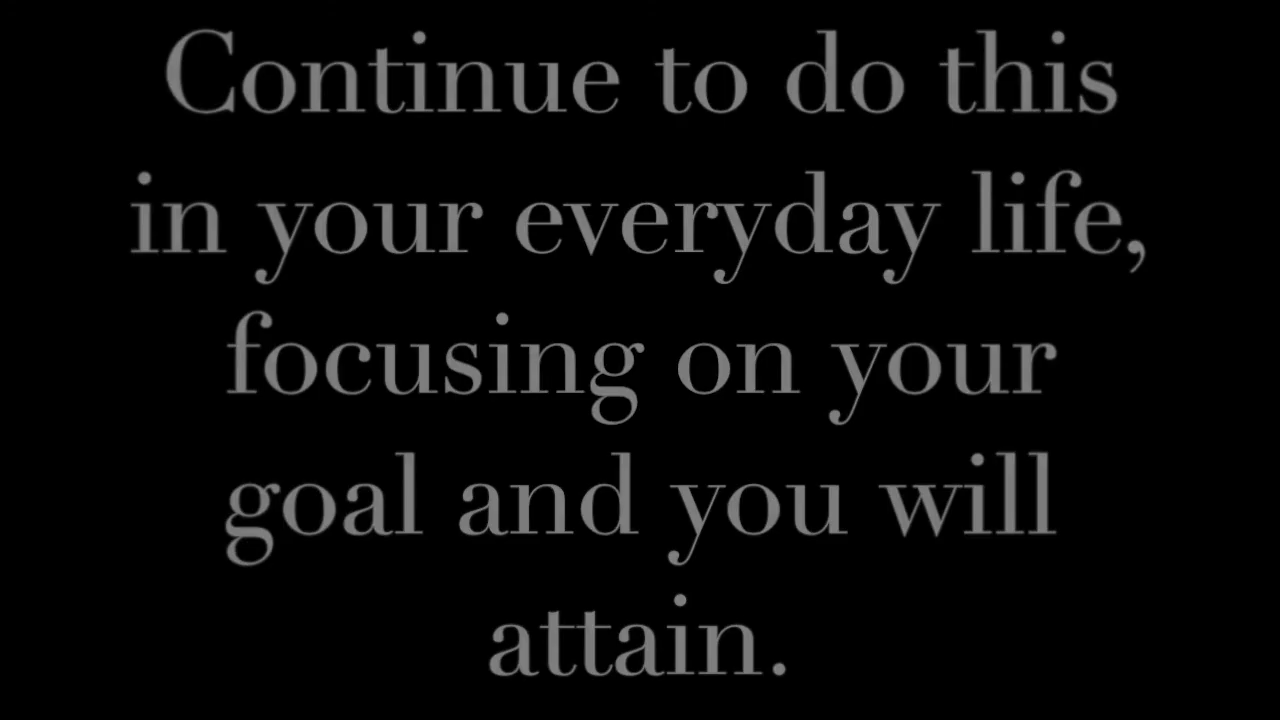 Continue to do this
in your everyday life,
focusing on your
goal and you will
attain.